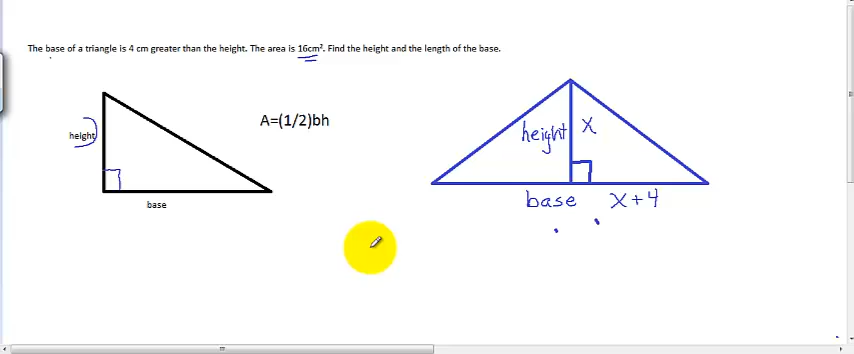 The base of a triangle is 4 cm greater than the height. The area is 16cm². Find the height and the length of the base.
A=(1/2)bh
height
base
height x
base x+4